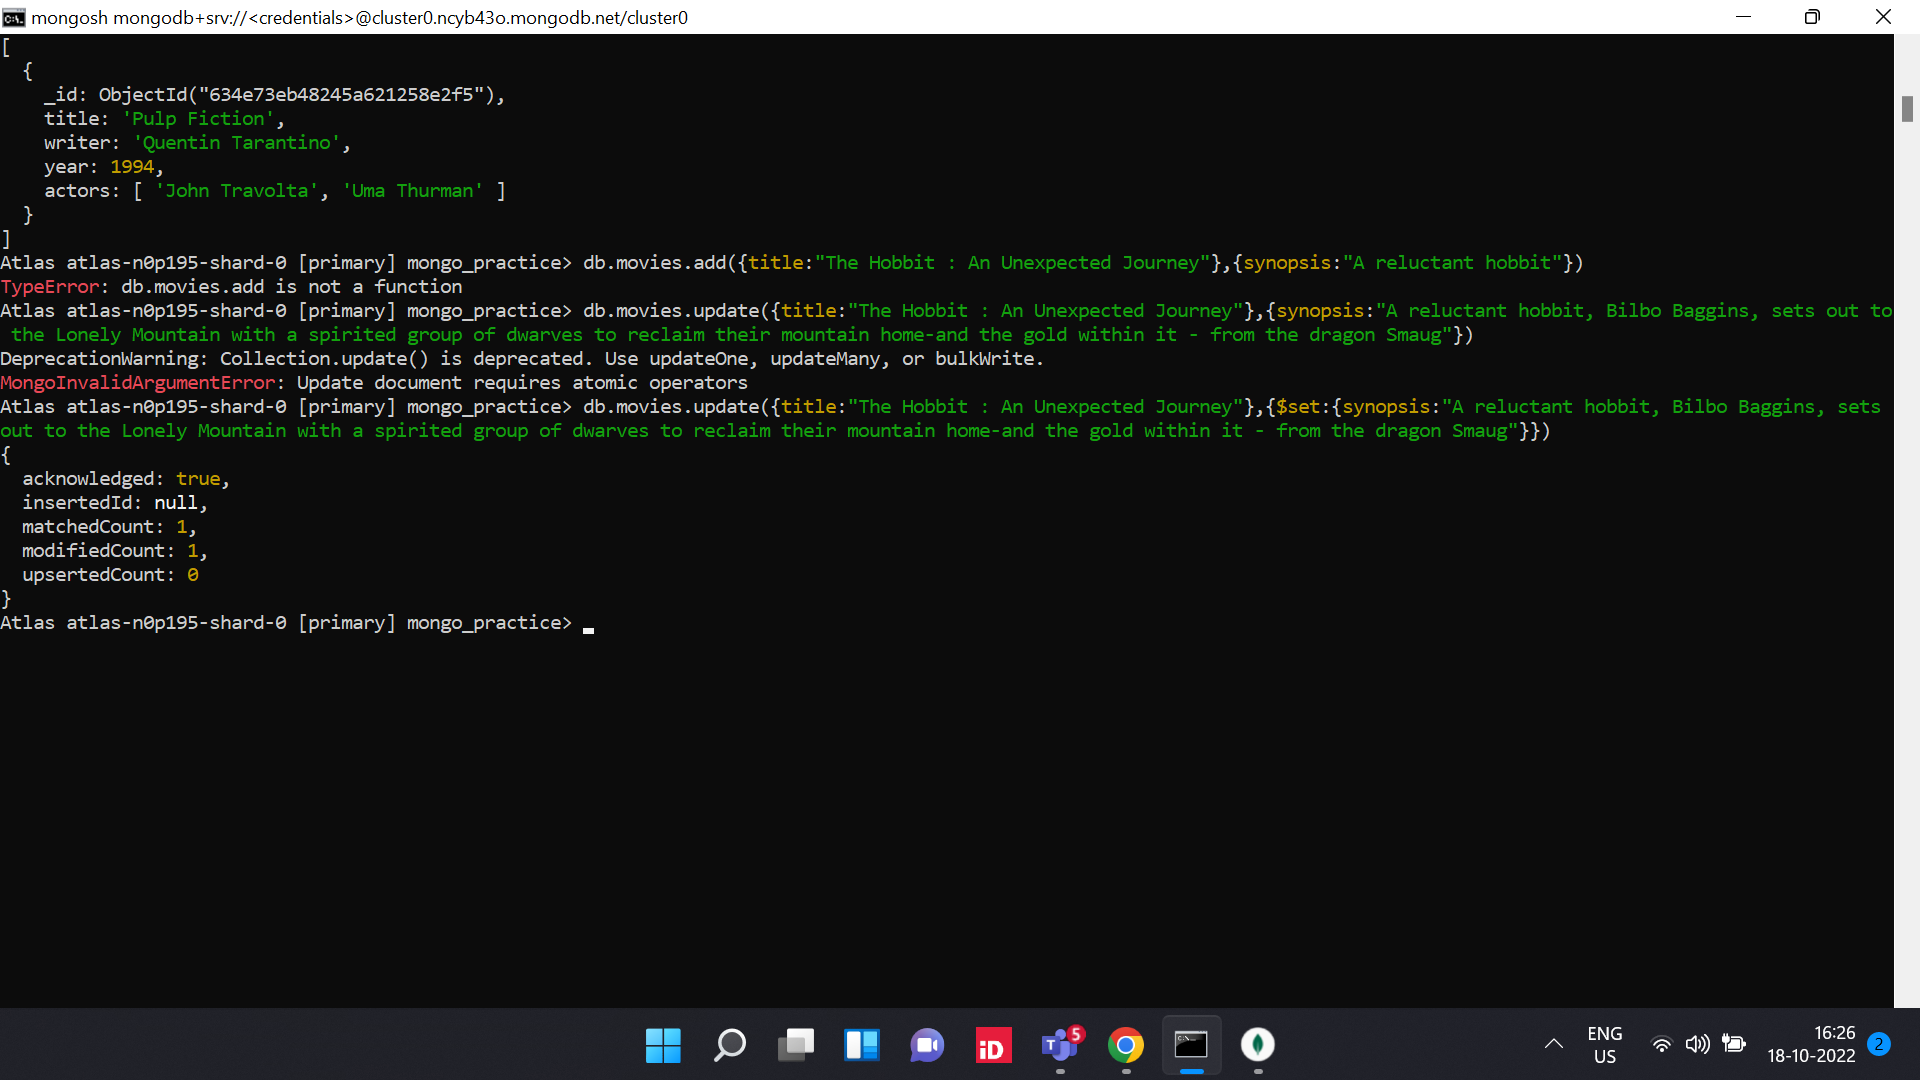 mongosh mongodb+srv://<credentials>@cluster0.ncyb43o.mongodb.net/cluster0
[
  {
    _id: ObjectId("634e73eb48245a621258e2f5"),
    title: 'Pulp Fiction',
    writer: 'Quentin Tarantino',
    year: 1994,
    actors: [ 'John Travolta', 'Uma Thurman' ]
  }
]
Atlas atlas-n0p195-shard-0 [primary] mongo_practice> db.movies.add({title:"The Hobbit : An Unexpected Journey"},{synopsis:"A reluctant hobbit"})
TypeError: db.movies.add is not a function
Atlas atlas-n0p195-shard-0 [primary] mongo_practice> db.movies.update({title:"The Hobbit : An Unexpected Journey"},{synopsis:"A reluctant hobbit, Bilbo Baggins, sets out to
 the Lonely Mountain with a spirited group of dwarves to reclaim their mountain home-and the gold within it - from the dragon Smaug"})
DeprecationWarning: Collection.update() is deprecated. Use updateOne, updateMany, or bulkWrite.
MongoInvalidArgumentError: Update document requires atomic operators
Atlas atlas-n0p195-shard-0 [primary] mongo_practice> db.movies.update({title:"The Hobbit : An Unexpected Journey"},{$set:{synopsis:"A reluctant hobbit, Bilbo Baggins, sets
out to the Lonely Mountain with a spirited group of dwarves to reclaim their mountain home-and the gold within it - from the dragon Smaug"}})
{
  acknowledged: true,
  insertedId: null,
  matchedCount: 1,
  modifiedCount: 1,
  upsertedCount: 0
}
Atlas atlas-n0p195-shard-0 [primary] mongo_practice>
iD
T
5
ENG
US
16:26
18-10-2022
2